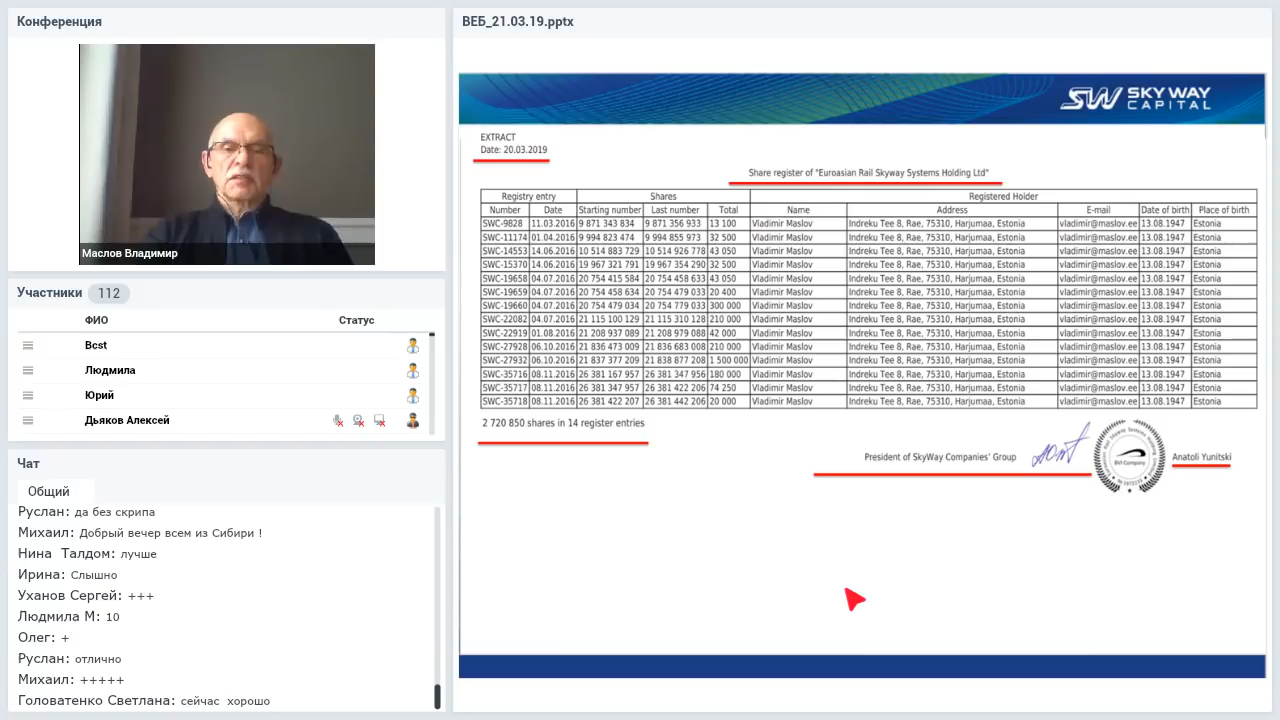 Конференция
Маслов Владимир
Участники 112
ФИО Статус
Bcst
Людмила
Юрий
Дьяков Алексей
Чат
Общий
Руслан: да без скрипа
Михаил: Добрый вечер всем из Сибири !
Нина Талдом: лучше
Ирина: Слышно
Уханов Сергей: +++
Людмила М: 10
Олег: +
Руслан: отлично
Михаил: +++++
Головатенко Светлана: сейчас хорошо
ВЕБ_21.03.19.pptx
SW SKY WAY CAPITAL
EXTRACT
Date: 20.03.2019
Share register of "Euroasian Rail Skyway Systems Holding Ltd"
Registry entry Shares Registered Holder
Number Date Starting number Last number Total Name Address E-mail Date of birth Place of birth
SWC-9828 11.03.2016 9 871 343 834 9 871 356 933 13 100 Vladimir Maslov Indreku Tee 8, Rae, 75310, Harjumaa, Estonia vladimir@maslov.ee 13.08.1947 Estonia
SWC-11174 01.04.2016 9 994 823 474 9 994 855 973 32 500 Vladimir Maslov Indreku Tee 8, Rae, 75310, Harjumaa, Estonia vladimir@maslov.ee 13.08.1947 Estonia
SWC-14553 14.06.2016 10 514 883 729 10 514 926 778 43 050 Vladimir Maslov Indreku Tee 8, Rae, 75310, Harjumaa, Estonia vladimir@maslov.ee 13.08.1947 Estonia
SWC-15370 14.06.2016 19 967 321 791 19 967 354 290 32 500 Vladimir Maslov Indreku Tee 8, Rae, 75310, Harjumaa, Estonia vladimir@maslov.ee 13.08.1947 Estonia
SWC-19658 04.07.2016 20 754 415 584 20 754 458 633 43 050 Vladimir Maslov Indreku Tee 8, Rae, 75310, Harjumaa, Estonia vladimir@maslov.ee 13.08.1947 Estonia
SWC-19659 04.07.2016 20 754 458 634 20 754 479 033 20 400 Vladimir Maslov Indreku Tee 8, Rae, 75310, Harjumaa, Estonia vladimir@maslov.ee 13.08.1947 Estonia
SWC-19660 04.07.2016 20 754 479 034 20 754 779 033 300 000 Vladimir Maslov Indreku Tee 8, Rae, 75310, Harjumaa, Estonia vladimir@maslov.ee 13.08.1947 Estonia
SWC-22082 04.07.2016 21 115 100 129 21 115 310 128 210 000 Vladimir Maslov Indreku Tee 8, Rae, 75310, Harjumaa, Estonia vladimir@maslov.ee 13.08.1947 Estonia
SWC-22919 01.08.2016 21 208 937 089 21 208 979 088 42 000 Vladimir Maslov Indreku Tee 8, Rae, 75310, Harjumaa, Estonia vladimir@maslov.ee 13.08.1947 Estonia
SWC-27928 06.10.2016 21 836 473 009 21 836 683 008 210 000 Vladimir Maslov Indreku Tee 8, Rae, 75310, Harjumaa, Estonia vladimir@maslov.ee 13.08.1947 Estonia
SWC-27932 06.10.2016 21 837 377 209 21 838 877 208 1 500 000 Vladimir Maslov Indreku Tee 8, Rae, 75310, Harjumaa, Estonia vladimir@maslov.ee 13.08.1947 Estonia
SWC-35716 08.11.2016 26 381 167 957 26 381 347 956 180 000 Vladimir Maslov Indreku Tee 8, Rae, 75310, Harjumaa, Estonia vladimir@maslov.ee 13.08.1947 Estonia
SWC-35717 08.11.2016 26 381 347 957 26 381 422 206 74 250 Vladimir Maslov Indreku Tee 8, Rae, 75310, Harjumaa, Estonia vladimir@maslov.ee 13.08.1947 Estonia
SWC-35718 08.11.2016 26 381 422 207 26 381 442 206 20 000 Vladimir Maslov Indreku Tee 8, Rae, 75310, Harjumaa, Estonia vladimir@maslov.ee 13.08.1947 Estonia
2 720 850 shares in 14 register entries
President of SkyWay Companies' Group
BVI Company
Anatoli Yunitski